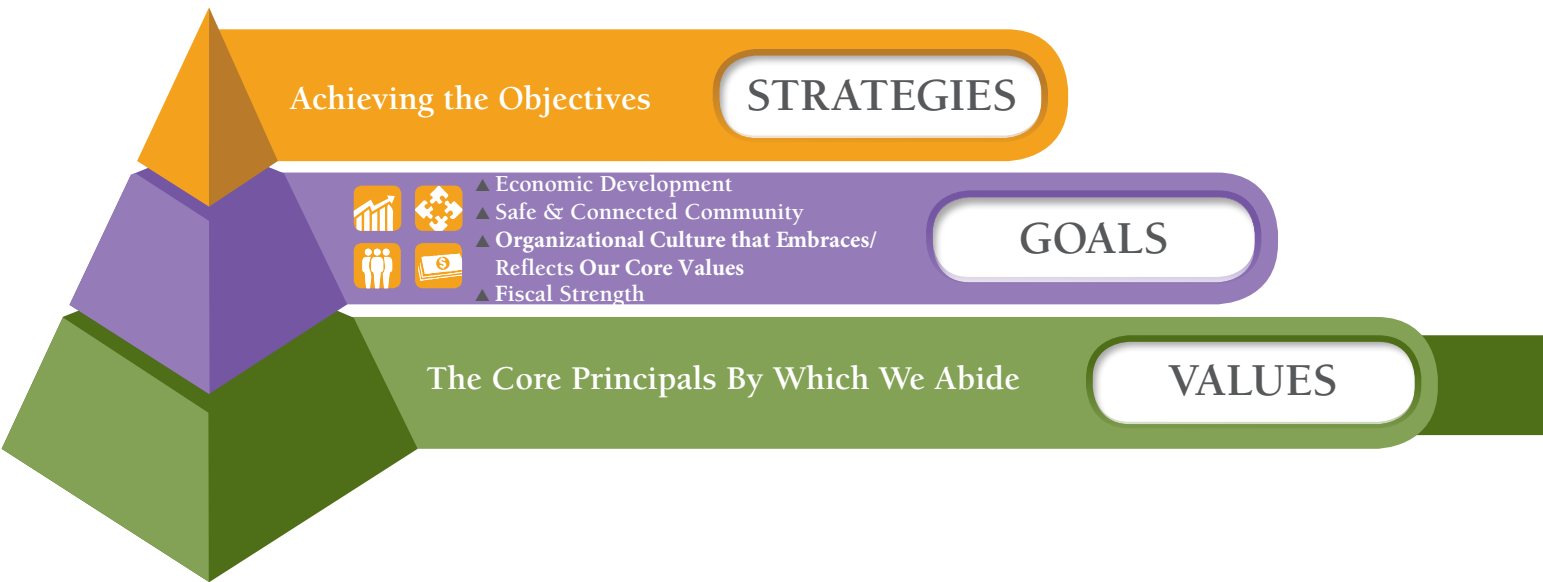 Achieving the Objectives
STRATEGIES
▲ Economic Development
▲ Safe & Connected Community
▲ Organizational Culture that Embraces/
Reflects Our Core Values
▲ Fiscal Strength
GOALS
$
The Core Principals By Which We Abide
VALUES